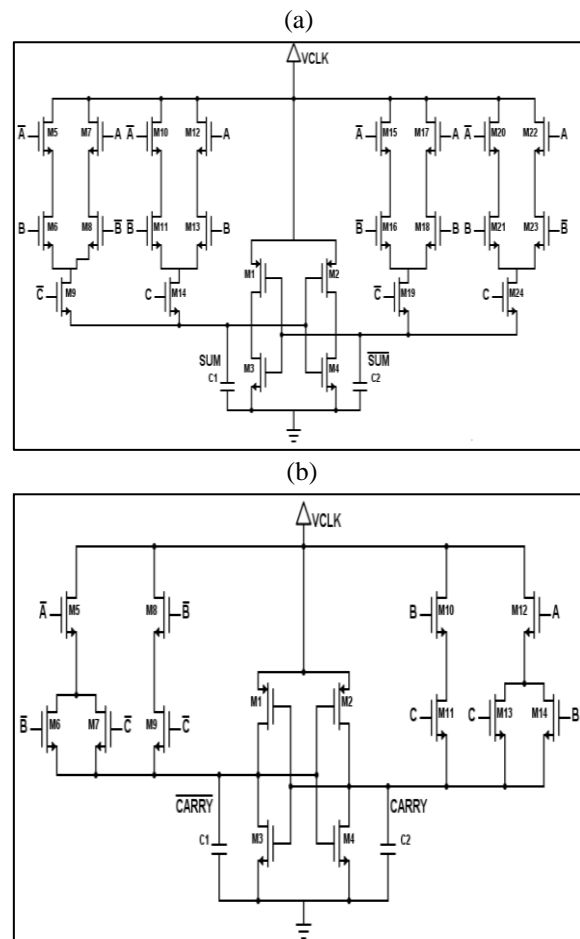 (a)
VCLK
A̅ M5 M7 A A̅ M10 M12 A A̅ M15 M17 A A̅ M20 M22 A
B M6 M8 B̅ B̅ M11 M13 B B̅ M16 M18 B B M21 M23 B̅
M1 M2
C̅ M9 C M14 C̅ M19 C M24
SUM M3 M4 S̅U̅M̅
C1 C2
(b)
VCLK
A̅ M5 M8 B̅ B M10 M12 A
B̅ M6 M7 C̅ M9 C̅ M1 M2 C M11 C M13 M14 B
C̅A̅R̅R̅Y̅ CARRY
C1 M3 M4 C2